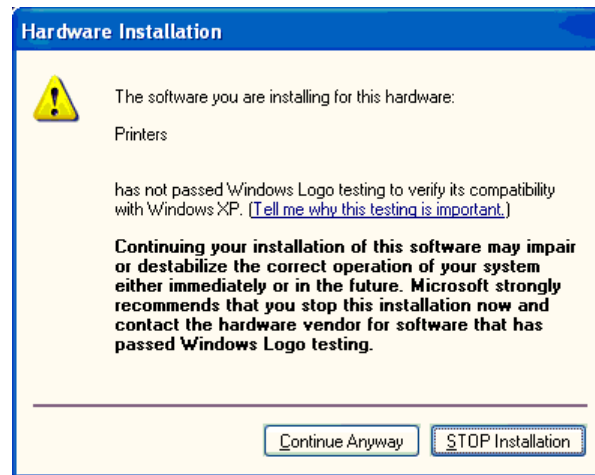 Hardware Installation
The software you are installing for this hardware:
Printers
has not passed Windows Logo testing to verify its compatibility
with Windows XP. (Tell me why this testing is important.)
Continuing your installation of this software may impair
or destabilize the correct operation of your system
either immediately or in the future. Microsoft strongly
recommends that you stop this installation now and
contact the hardware vendor for software that has
passed Windows Logo testing.
Continue Anyway STOP Installation